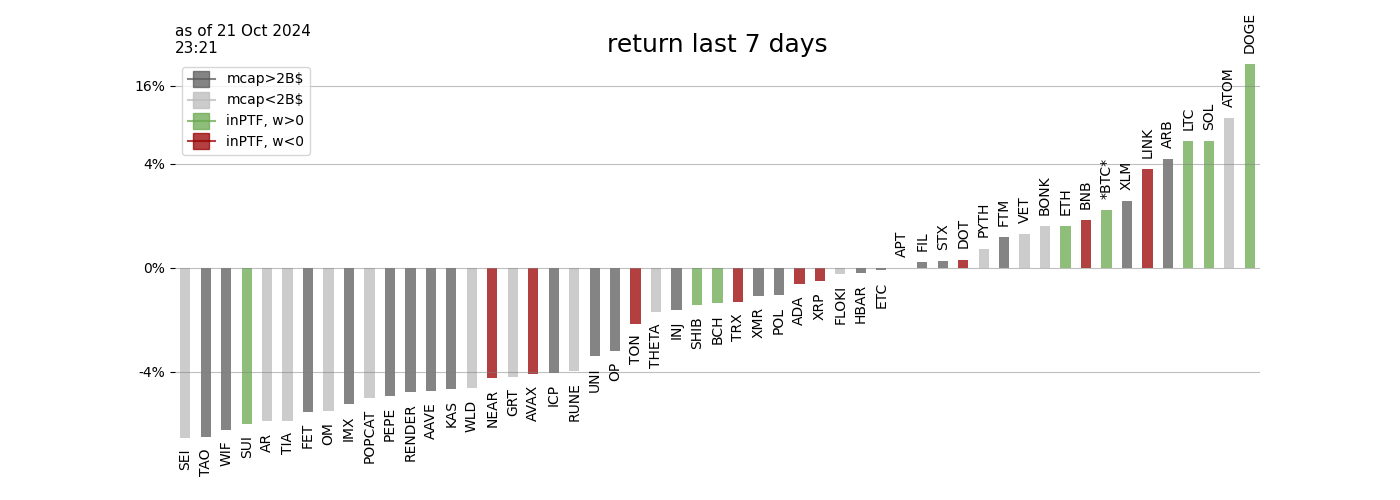 as of 21 Oct 2024
23:21
return last 7 days
mcap>2B$
mcap<2B$
inPTF, w>0
inPTF, w<0
16%
4%
0%
-4%
SEI
TAO
WIF
SUI
AR
TIA
FET
OM
IMX
POPCAT
PEPE
RENDER
AAVE
KAS
WLD
NEAR
GRT
AVAX
ICP
RUNE
UNI
OP
TON
THETA
INJ
SHIB
BCH
TRX
XMR
POL
ADA
XRP
FLOKI
HBAR
ETC
APT
FIL
STX
DOT
PYTH
FTM
VET
BONK
ETH
BNB
*BTC*
XLM
LINK
ARB
LTC
SOL
ATOM
DOGE